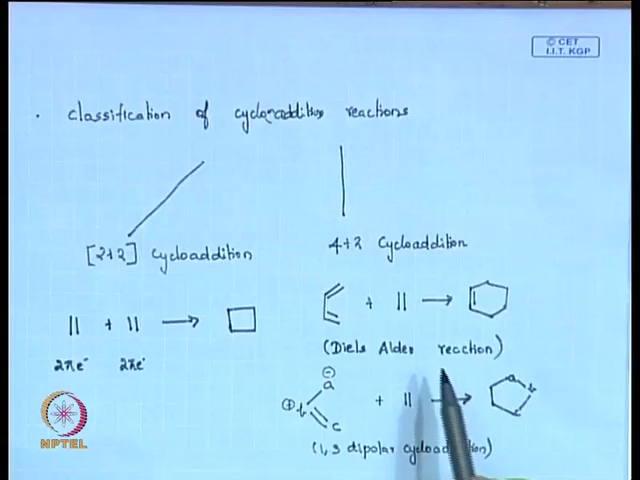 © CET
I.I.T. KGP
. classification of cycloaddition reactions
[2+2] cycloaddition
4+2 cycloaddition
|| + || →
+ || →
2πe⁻ 2πe⁻
(Diels Alder reaction)
⊖
a
⊕ b
c
+ || →
a
b
c
(1,3 dipolar cycloaddition)
NPTEL